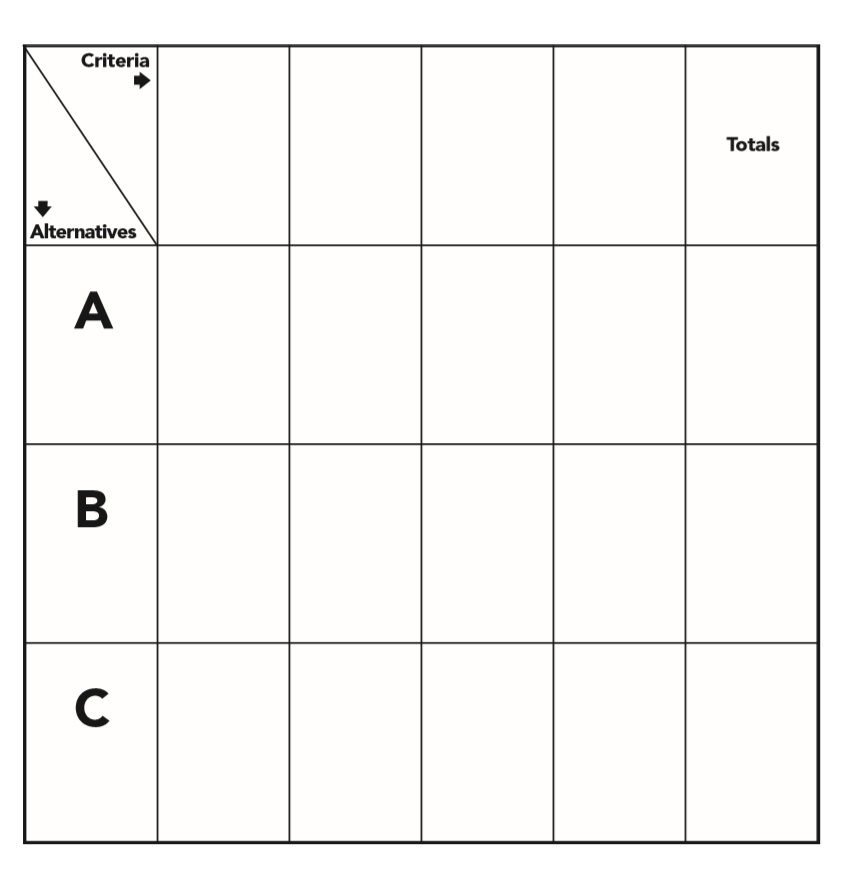 Criteria
Totals
Alternatives
A
B
C